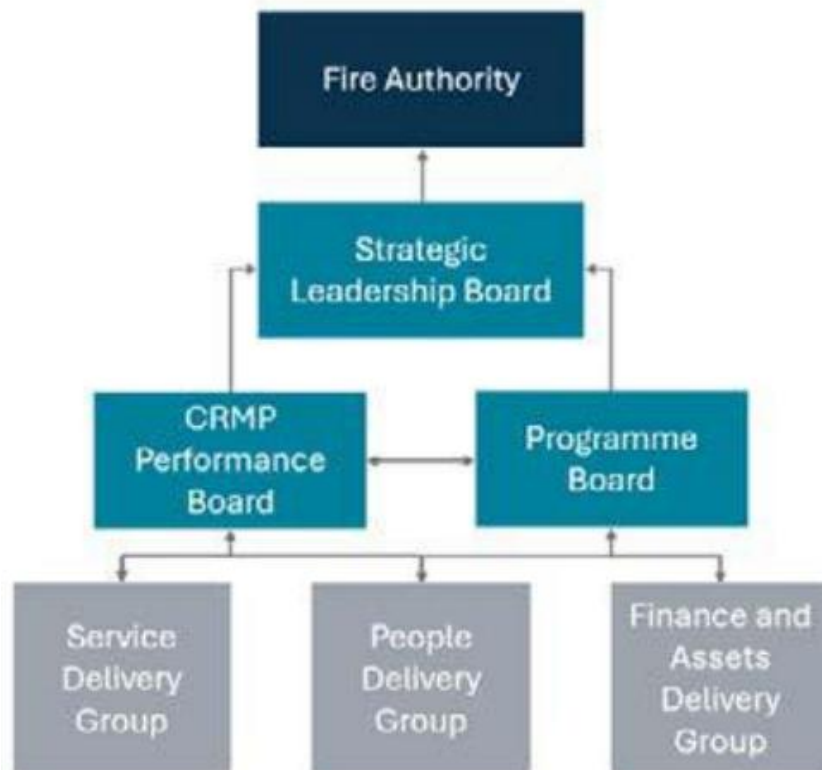 Fire Authority
Strategic
Leadership Board
CRMP
Performance
Board
Programme
Board
Service
Delivery
Group
People
Delivery
Group
Finance and
Assets
Delivery
Group